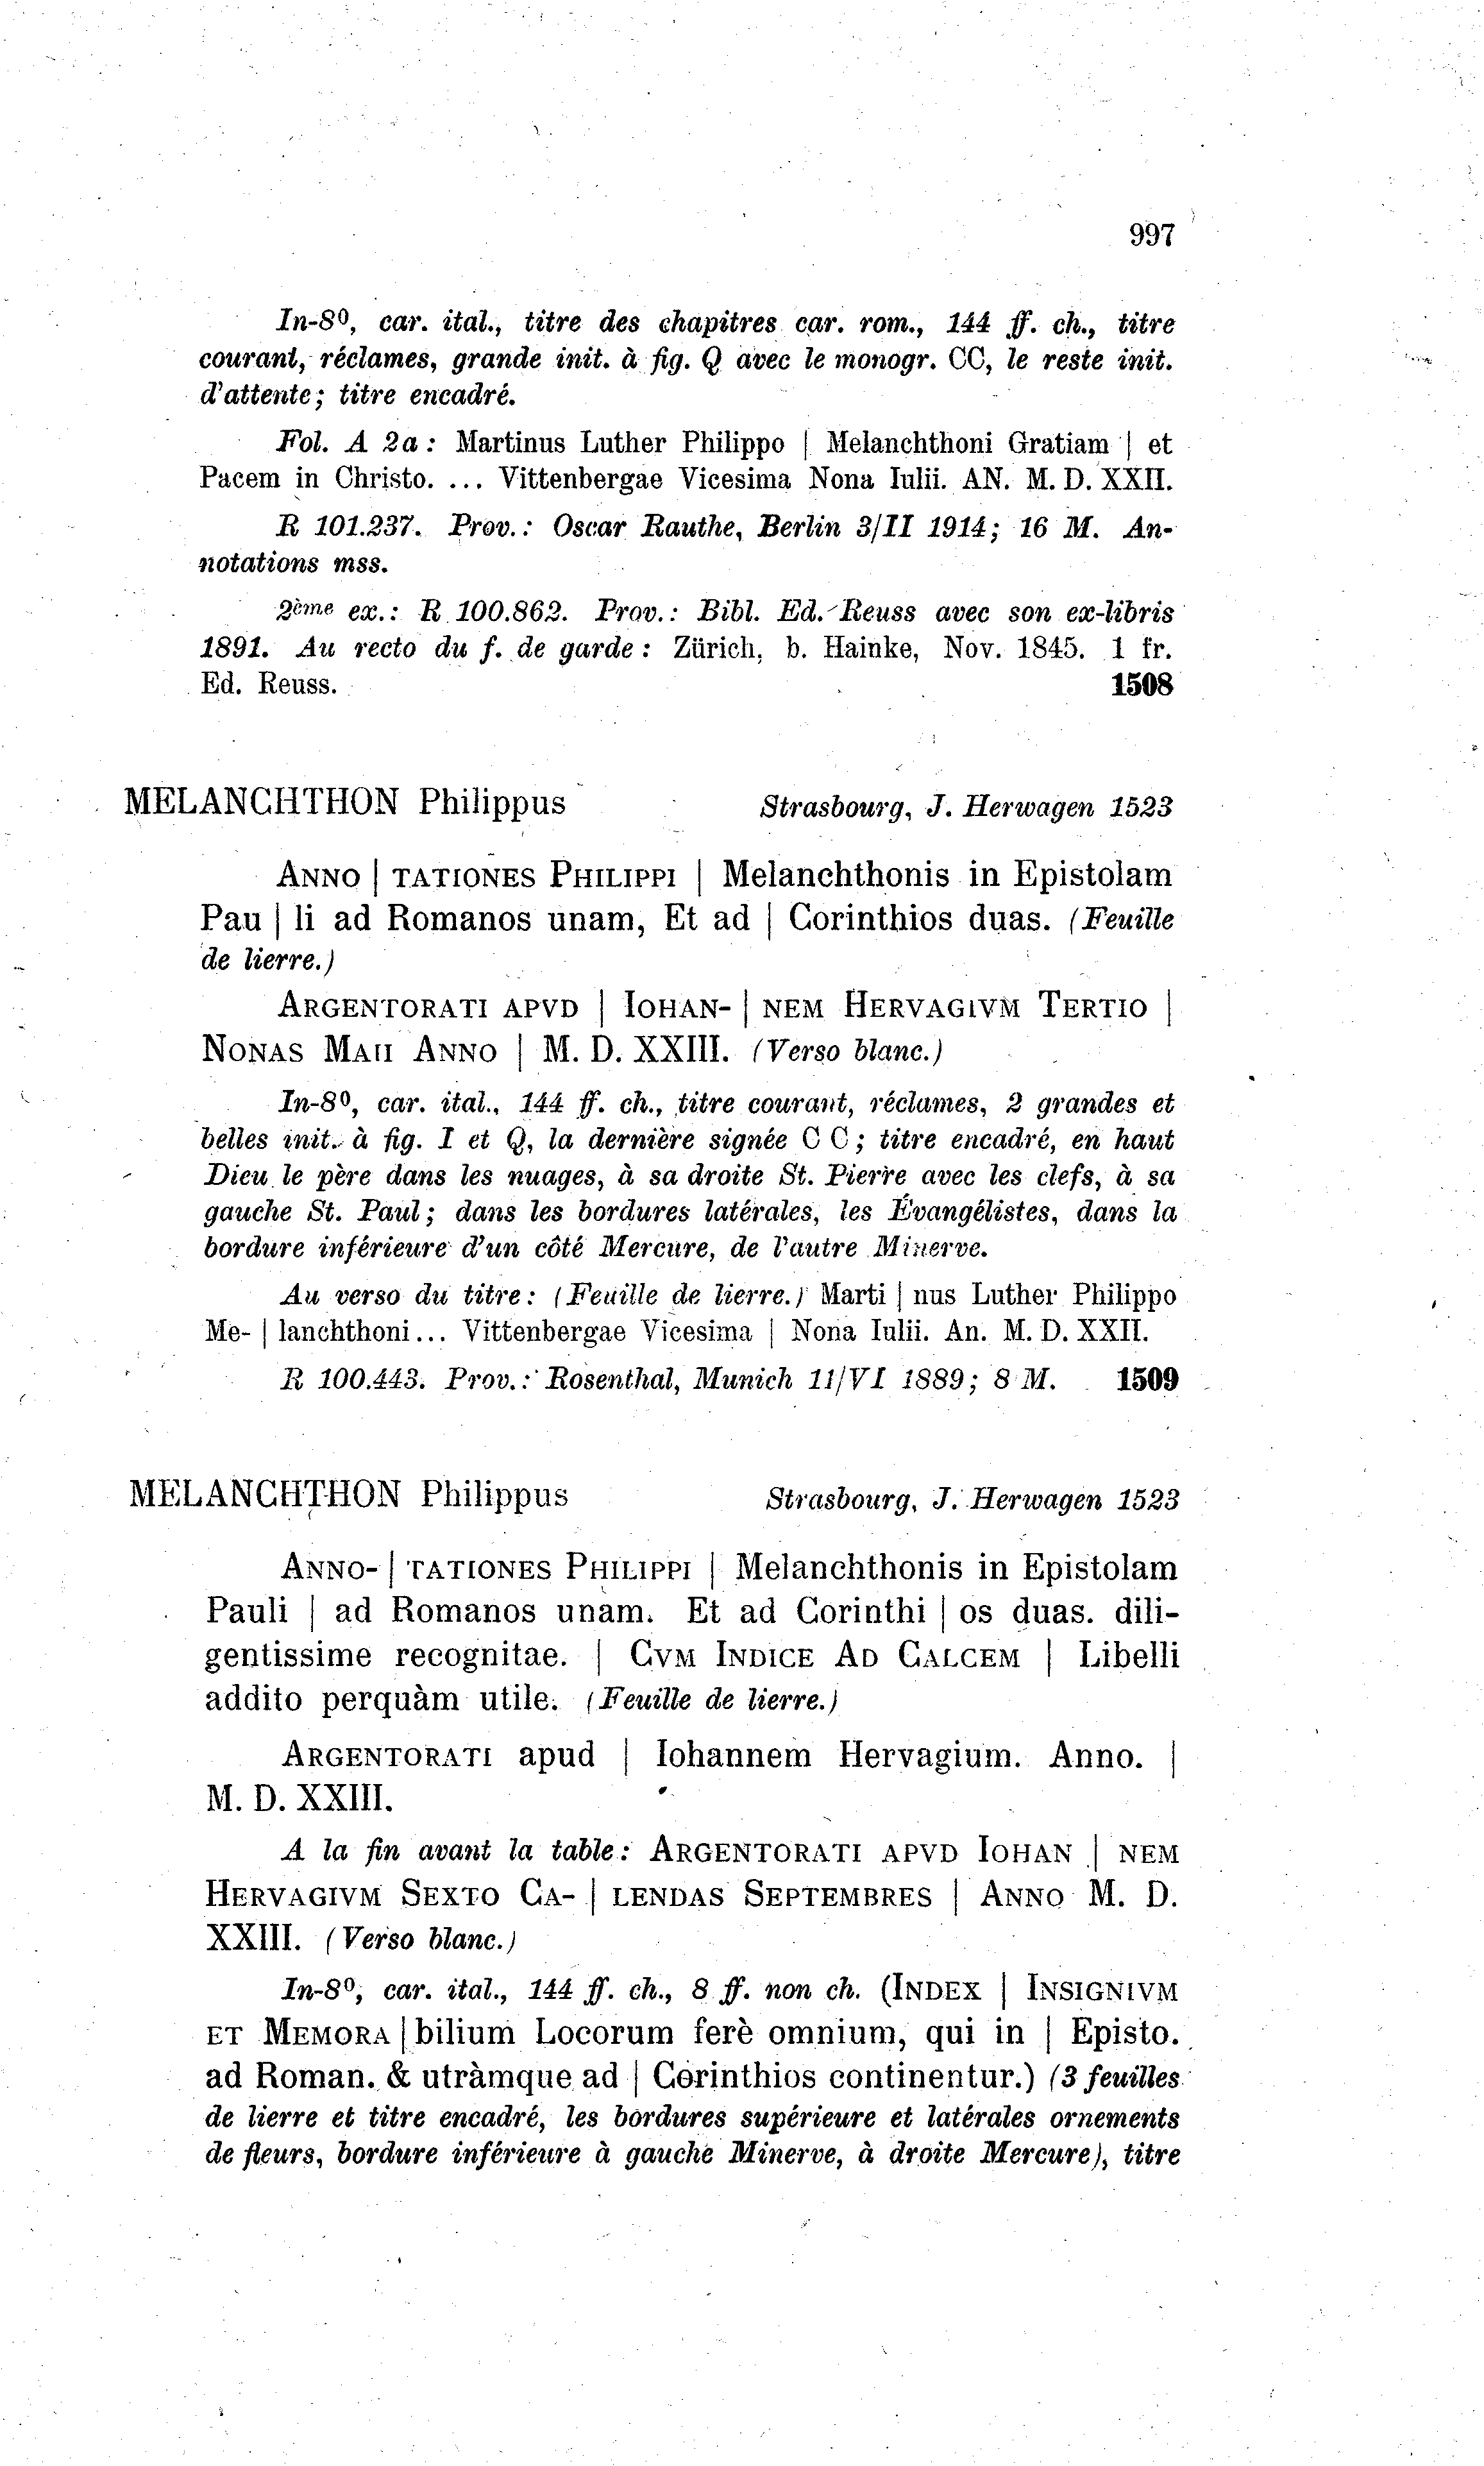 997
In-8⁰, car. ital., titre des chapitres car. rom., 144 ff. ch., titre
courant, réclames, grande init. à fig. Q avec le monogr. CC, le reste init.
d'attente; titre encadré.
Fol. A 2a: Martinus Luther Philippo | Melanchthoni Gratiam | et
Pacem in Christo. ... Vittenbergae Vicesima Nona Iulii. AN. M. D. XXII.
R 101.237. Prov.: Oscar Rauthe, Berlin 3/II 1914; 16 M. An-
notations mss.
2ème ex.: R 100.862. Prov.: Bibl. Ed. Reuss avec son ex-libris
1891. Au recto du f. de garde: Zürich, b. Hainke, Nov. 1845. 1 fr.
Ed. Reuss. 1508
MELANCHTHON Philippus Strasbourg, J. Herwagen 1523
ANNO | TATIONES PHILIPPI | Melanchthonis in Epistolam
Pau | li ad Romanos unam, Et ad | Corinthios duas. (Feuille
de lierre.)
ARGENTORATI APVD | IOHAN- | NEM HERVAGIVM TERTIO |
NONAS MAII ANNO | M. D. XXIII. (Verso blanc.)
In-8⁰, car. ital., 144 ff. ch., titre courant, réclames, 2 grandes et
belles init. à fig. I et Q, la dernière signée C C; titre encadré, en haut
Dieu le père dans les nuages, à sa droite St. Pierre avec les clefs, à sa
gauche St. Paul; dans les bordures latérales, les Évangélistes, dans la
bordure inférieure d'un côté Mercure, de l'autre Minerve.
Au verso du titre: (Feuille de lierre.) Marti | nus Luther Philippo
Me- | lanchthoni... Vittenbergae Vicesima | Nona Iulii. An. M. D. XXII.
R 100.443. Prov.: Rosenthal, Munich 11/VI 1889; 8 M. 1509
MELANCHTHON Philippus Strasbourg, J. Herwagen 1523
ANNO- | TATIONES PHILIPPI | Melanchthonis in Epistolam
Pauli | ad Romanos unam. Et ad Corinthi | os duas. dili-
gentissime recognitae. | CVM INDICE AD CALCEM | Libelli
addito perquàm utile. (Feuille de lierre.)
ARGENTORATI apud | Iohannem Hervagium. Anno. |
M. D. XXIII.
A la fin avant la table: ARGENTORATI APVD IOHAN | NEM
HERVAGIVM SEXTO CA- | LENDAS SEPTEMBRES | ANNO M. D.
XXIII. (Verso blanc.)
In-8⁰, car. ital., 144 ff. ch., 8 ff. non ch. (INDEX | INSIGNIVM
ET MEMORA | bilium Locorum ferè omnium, qui in | Episto.
ad Roman. & utràmque ad | Corinthios continentur.) (3 feuilles
de lierre et titre encadré, les bordures supérieure et latérales ornements
de fleurs, bordure inférieure à gauche Minerve, à droite Mercure), titre